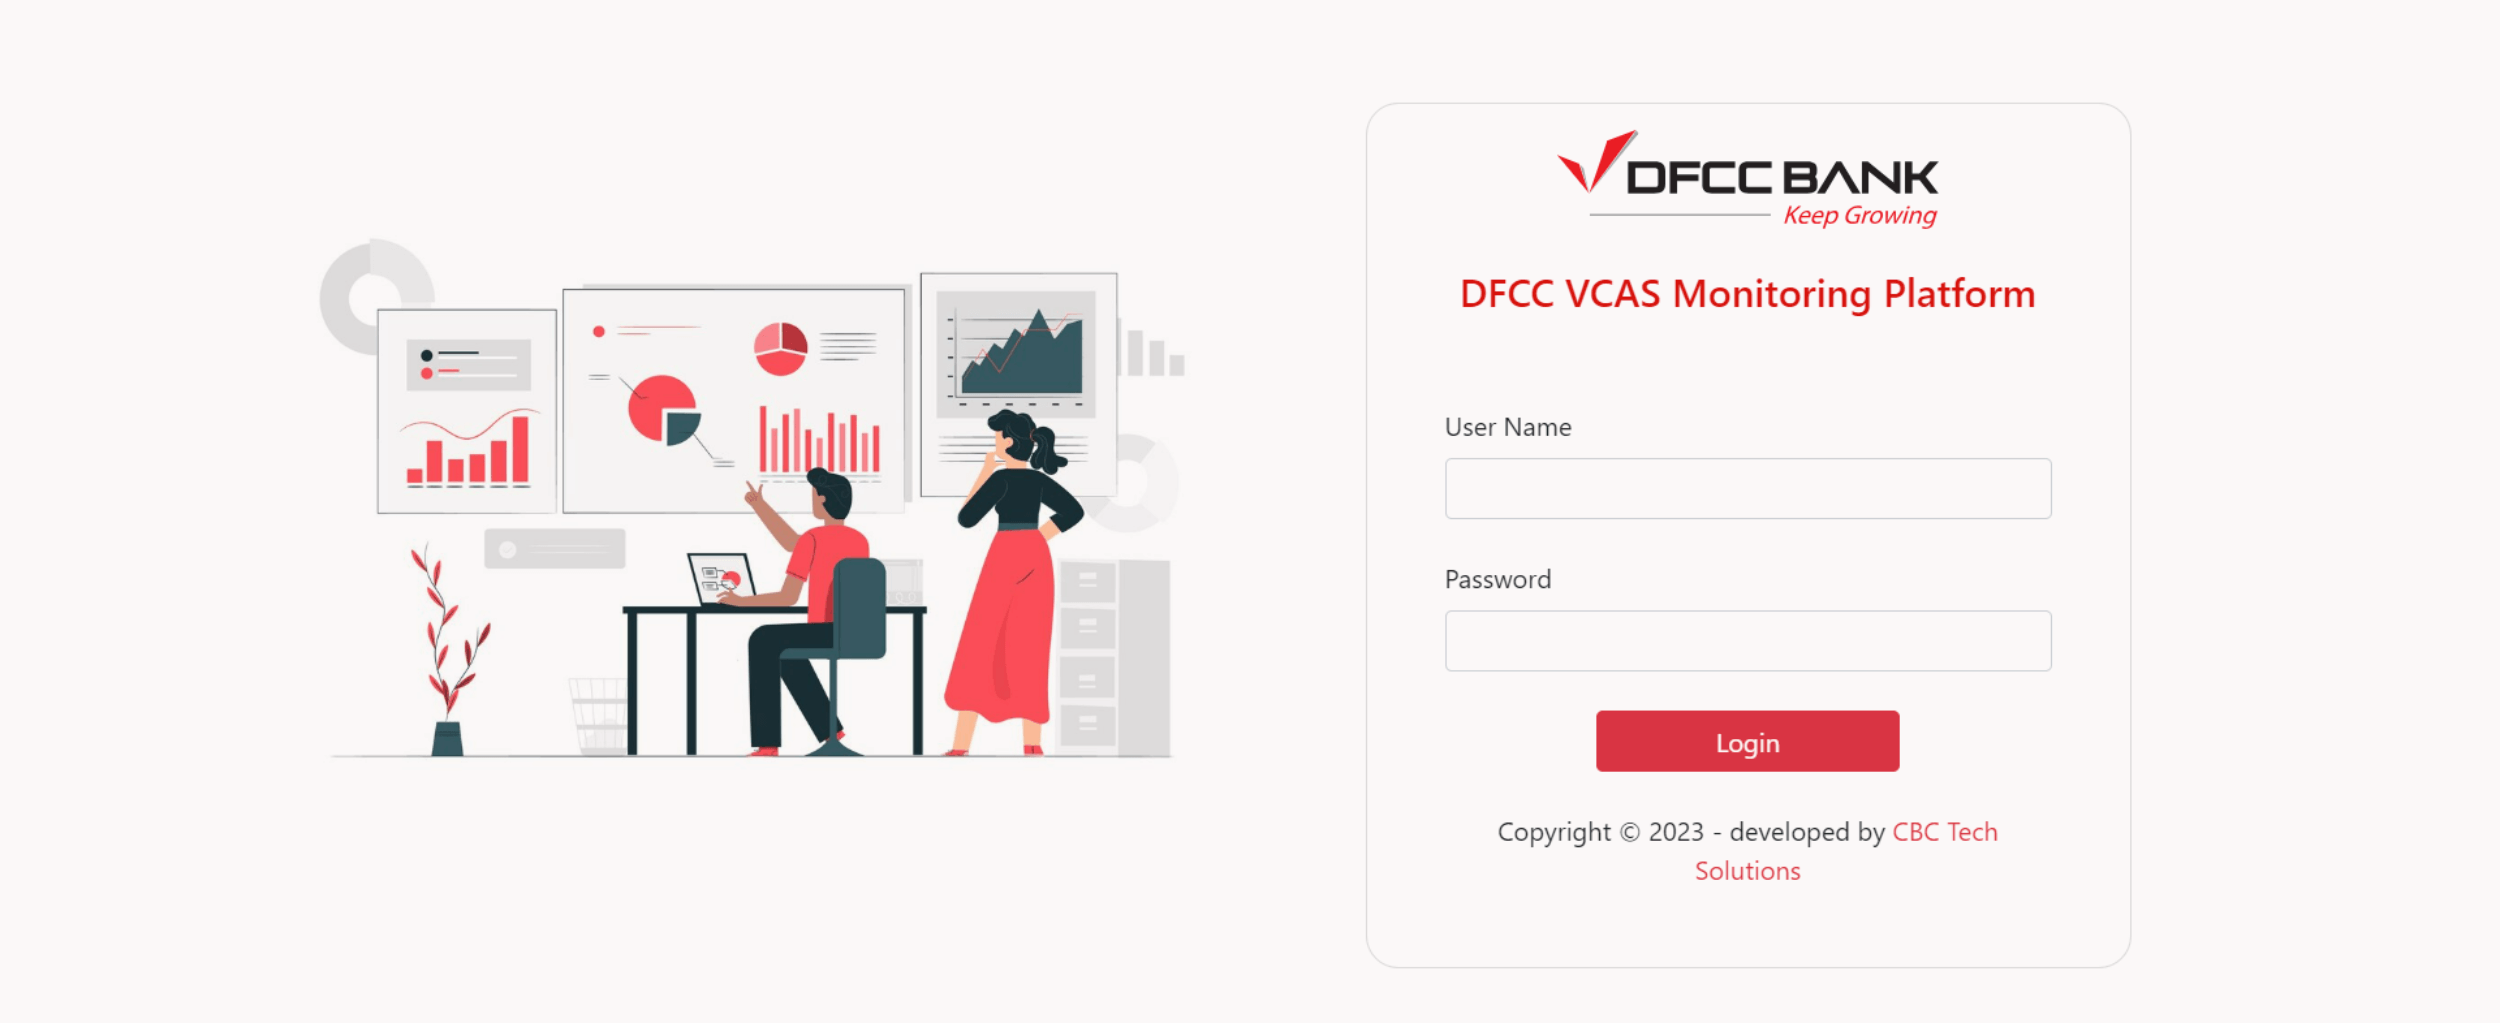 DFCC BANK
Keep Growing
DFCC VCAS Monitoring Platform
User Name
Password
Login
Copyright © 2023 - developed by CBC Tech
Solutions